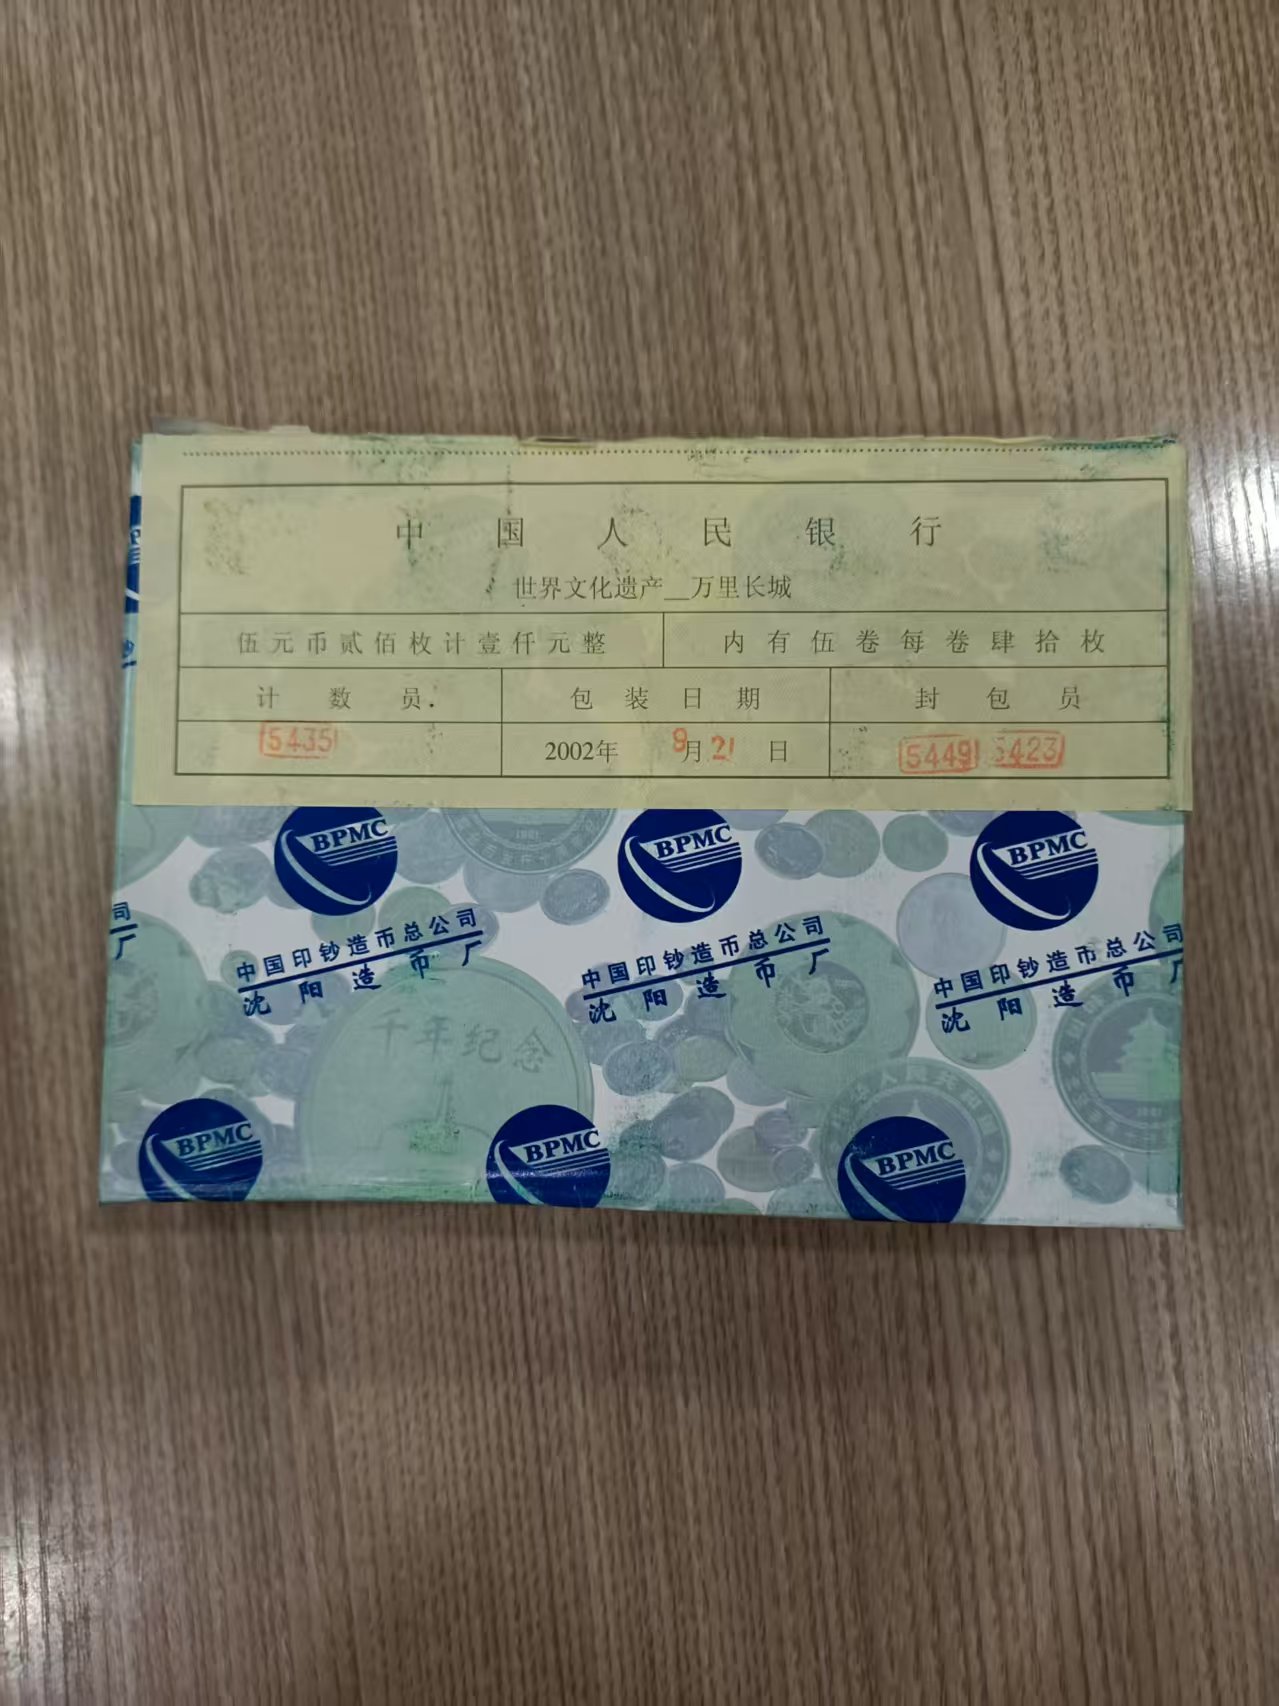 中国人民银行
世界文化遗产__万里长城
伍元币贰佰枚计壹仟元整 内有伍卷每卷肆拾枚
计数员. 包装日期 封包员
5435 2002年 9月21日 5449 5423
BPMC BPMC BPMC
司 中国印钞造币总公司 中国印钞造币总公司 中国印钞造币总公司
厂 沈阳造币厂 沈阳造币厂 沈阳造币厂
千年纪念
BPMC BPMC BPMC